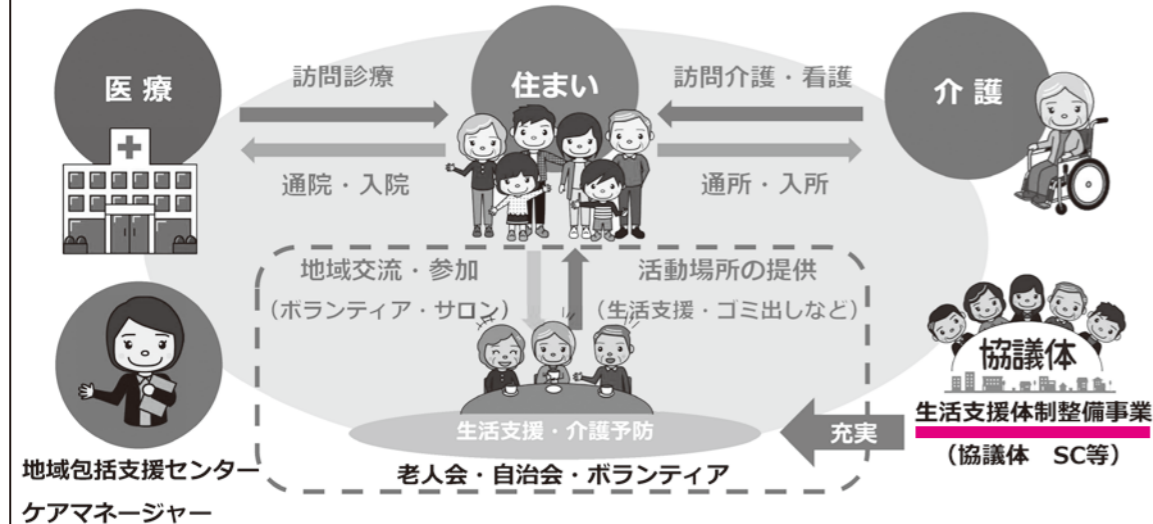 医療
訪問診療
住まい
訪問介護・看護
介護
通院・入院
通所・入所
地域交流・参加
(ボランティア・サロン)
活動場所の提供
(生活支援・ゴミ出しなど)
協議体
生活支援・介護予防
充実
生活支援体制整備事業
(協議体 SC等)
老人会・自治会・ボランティア
地域包括支援センター
ケアマネージャー